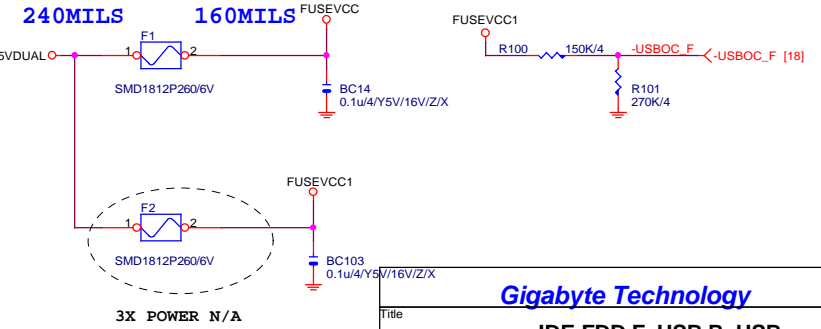 240MILS 160MILS FUSEVCC
F1
5VDUAL 1 2
SMD1812P260/6V
BC14
0.1u/4/Y5V/16V/Z/X
FUSEVCC1
R100 150K/4 -USBOC_F -USBOC_F [18]
R101
270K/4
FUSEVCC1
F2
1 2
SMD1812P260/6V
BC103
0.1u/4/Y5V/16V/Z/X
3X POWER N/A
Gigabyte Technology
Title